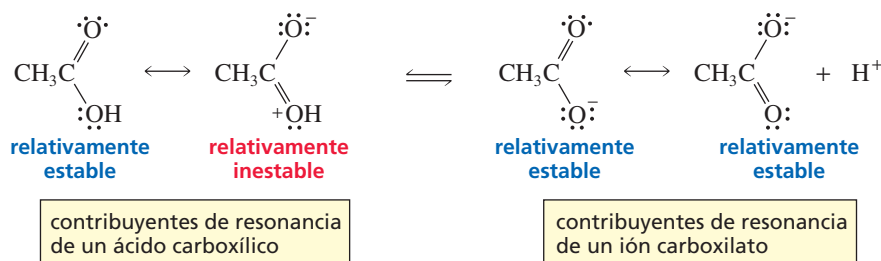 O O⁻ O O⁻
CH₃C ⟷ CH₃C ⇌ CH₃C ⟷ CH₃C + H⁺
OH ⁺OH O⁻ O
relativamente estable
relativamente inestable
relativamente estable
relativamente estable
contribuyentes de resonancia
de un ácido carboxílico
contribuyentes de resonancia
de un ión carboxilato